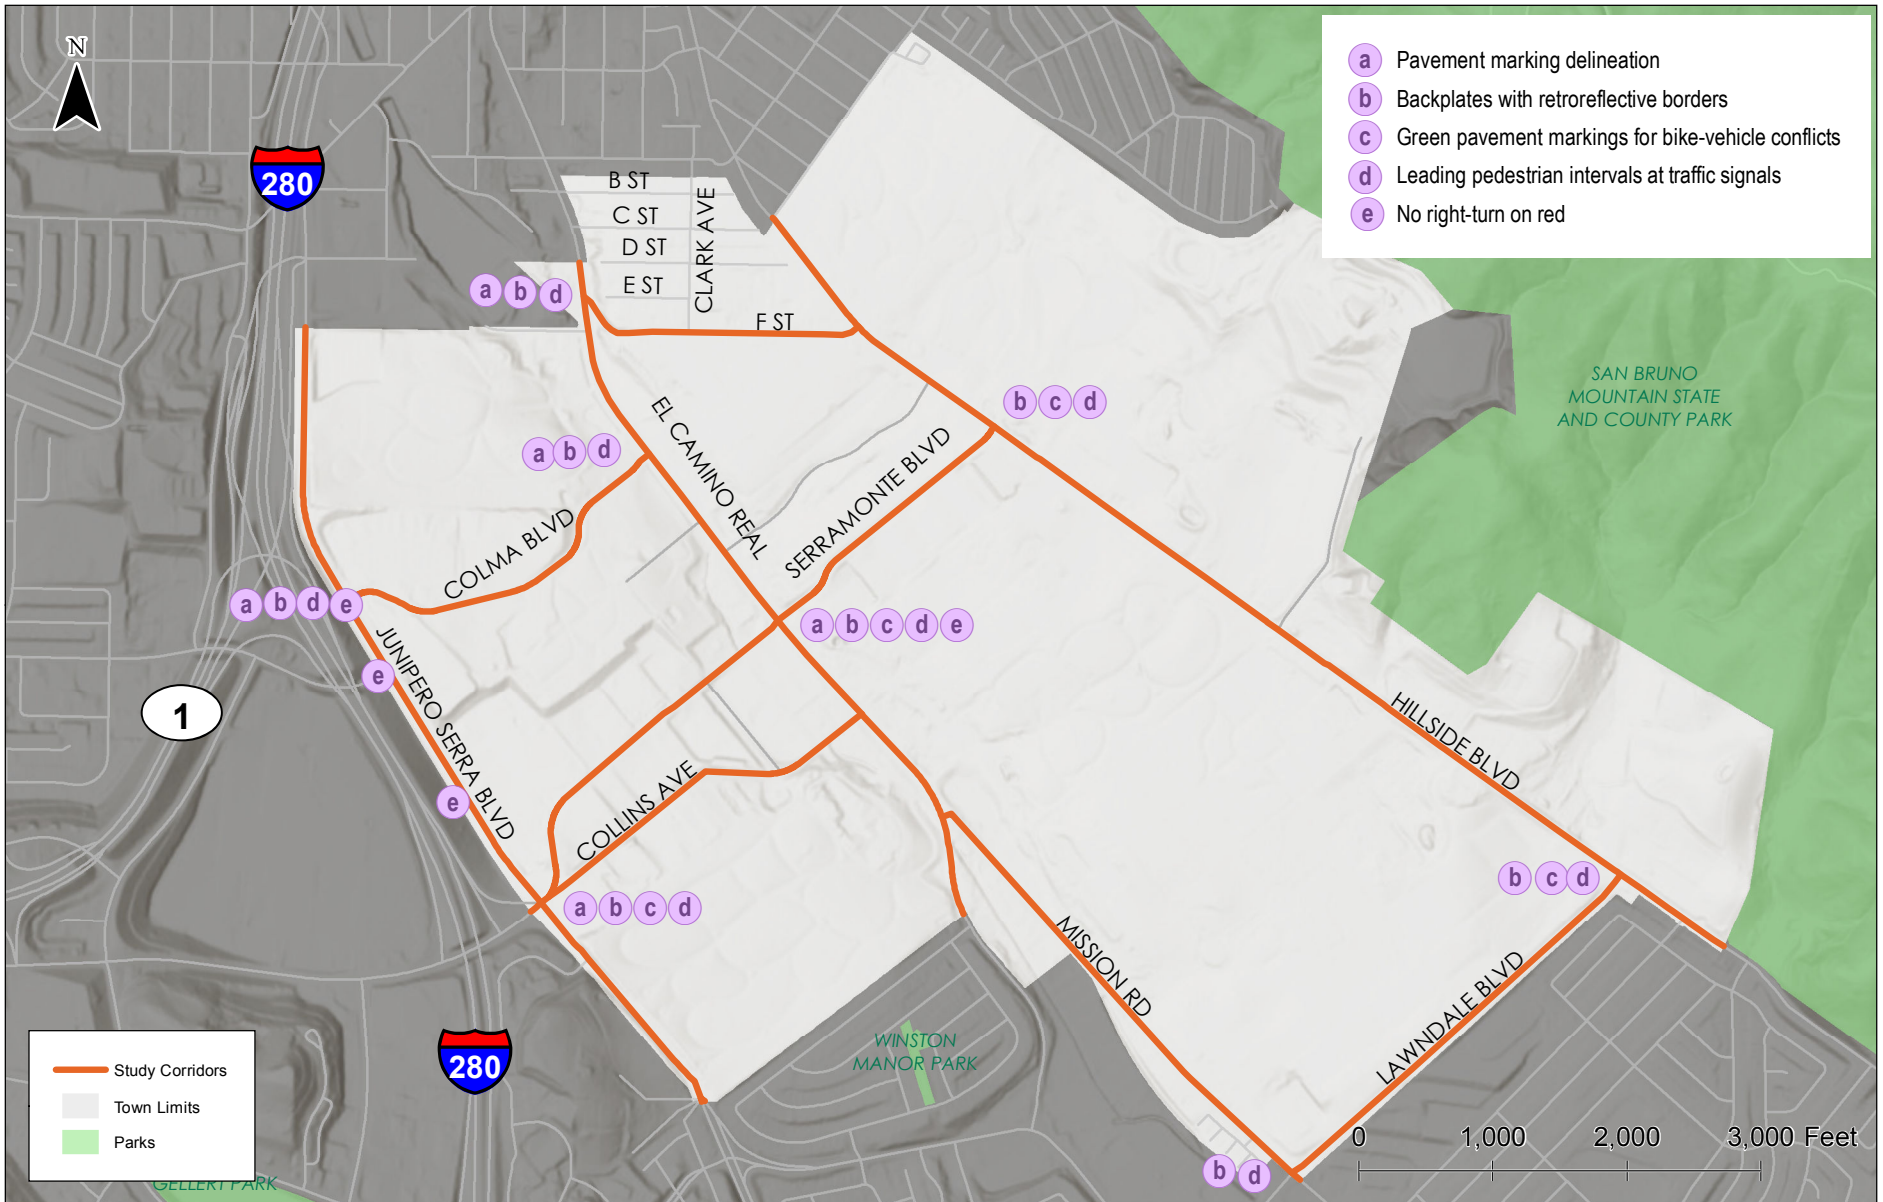 N
a Pavement marking delineation
b Backplates with retroreflective borders
c Green pavement markings for bike-vehicle conflicts
d Leading pedestrian intervals at traffic signals
e No right-turn on red
280
B ST
C ST
D ST
E ST
CLARK AVE
F ST
a b d
SAN BRUNO
MOUNTAIN STATE
AND COUNTY PARK
b c d
a b d
EL CAMINO REAL
SERRAMONTE BLVD
COLMA BLVD
a b d e
a b c d e
JUNIPERO SERRA BLVD
e
1
HILLSIDE BLVD
e
COLLINS AVE
b c d
a b c d
MISSION RD
LAWNDALE BLVD
WINSTON
MANOR PARK
280
Study Corridors
Town Limits
Parks
GELLERT PARK
0 1,000 2,000 3,000 Feet
b d